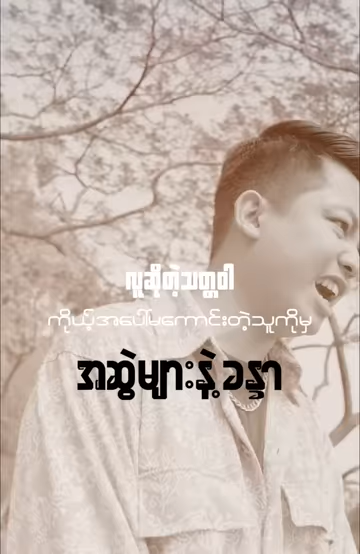 လူဆိုတဲ့သတ္တဝါ
ကိုယ့်အပေါ်မကောင်းတဲ့သူကိုမှ
အဆွဲများနဲ့ခန္ဒာ